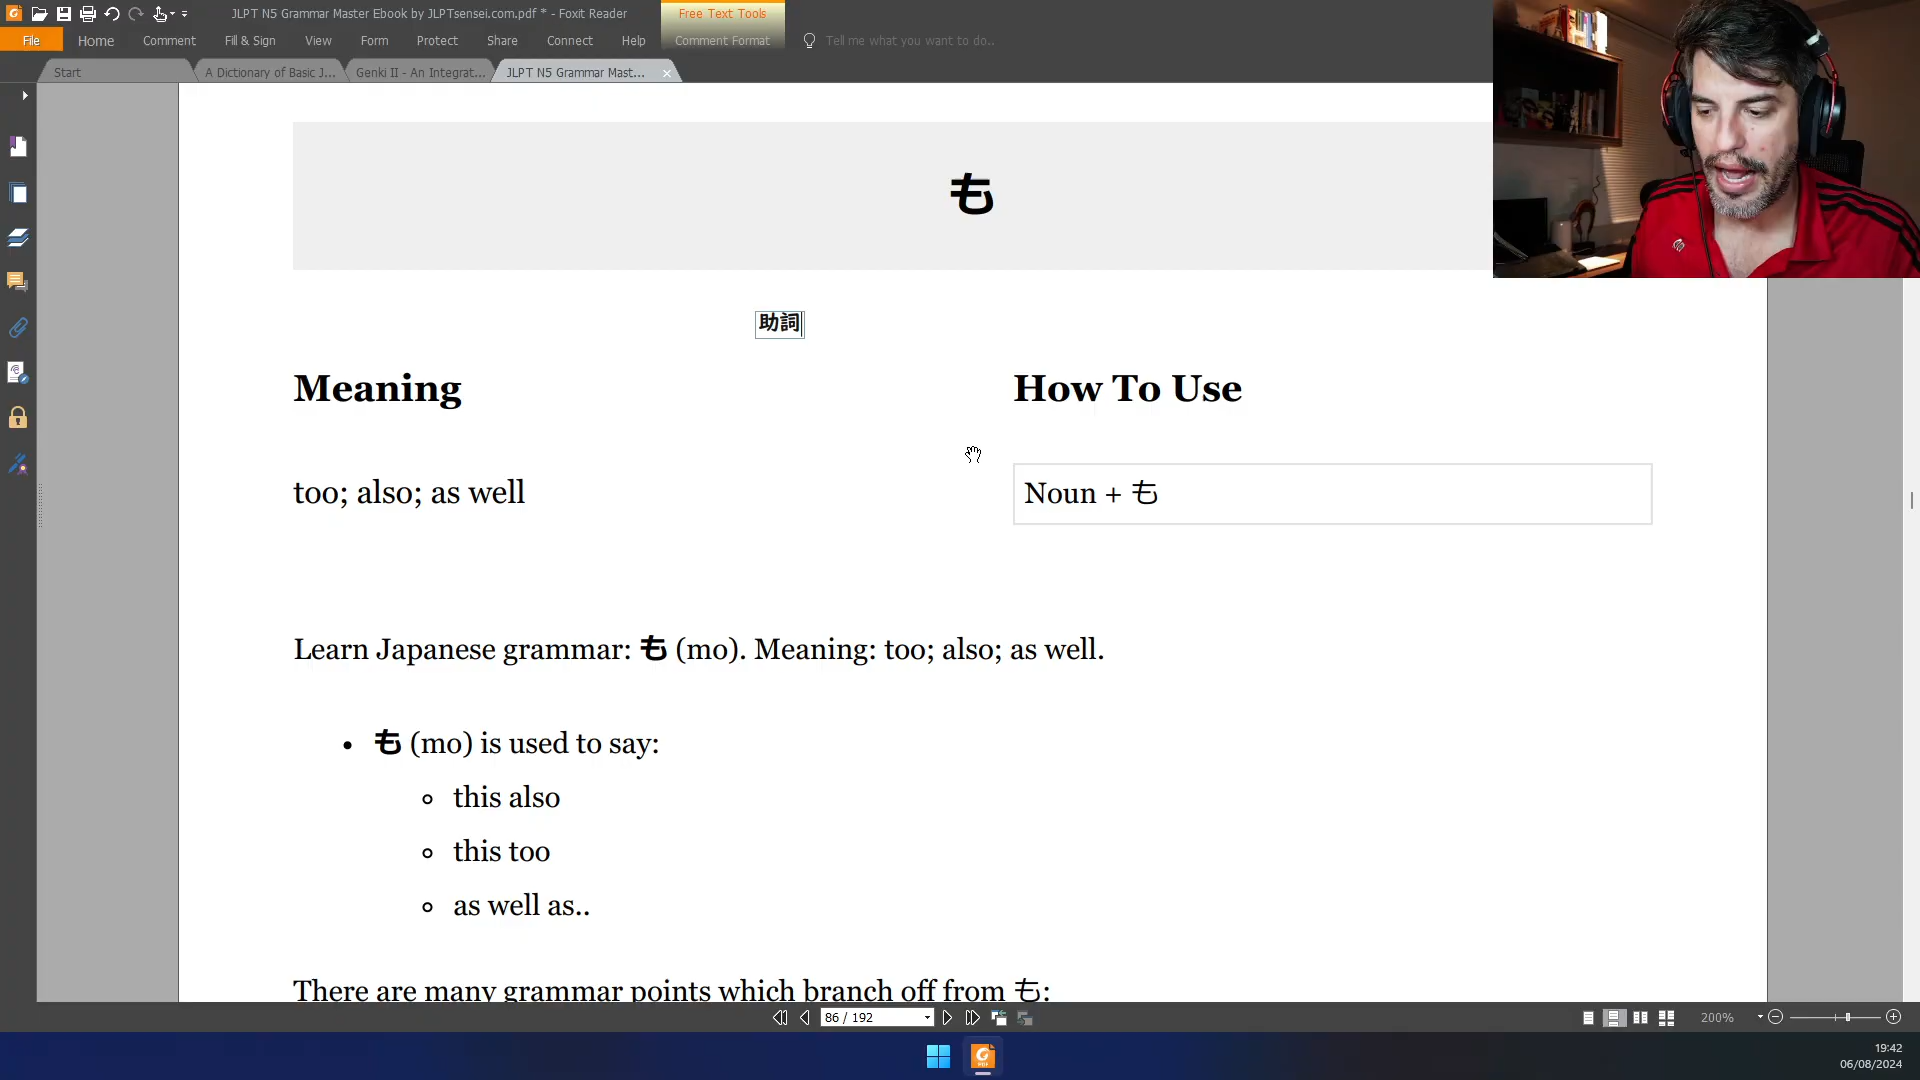 JLPT N5 Grammar Master Ebook by JLPTsensei.com.pdf * - Foxit Reader
Free Text Tools
File
Home
Comment
Fill & Sign
View
Form
Protect
Share
Connect
Help
Comment Format
Tell me what you want to do..
Start
A Dictionary of Basic J...
Genki II - An Integrat...
JLPT N5 Grammar Mast...
も
助詞
Meaning
How To Use
too; also; as well
Noun + も
Learn Japanese grammar: も (mo). Meaning: too; also; as well.
も (mo) is used to say:
this also
this too
as well as..
There are many grammar points which branch off from も:
86 / 192
200%
19:42
06/08/2024